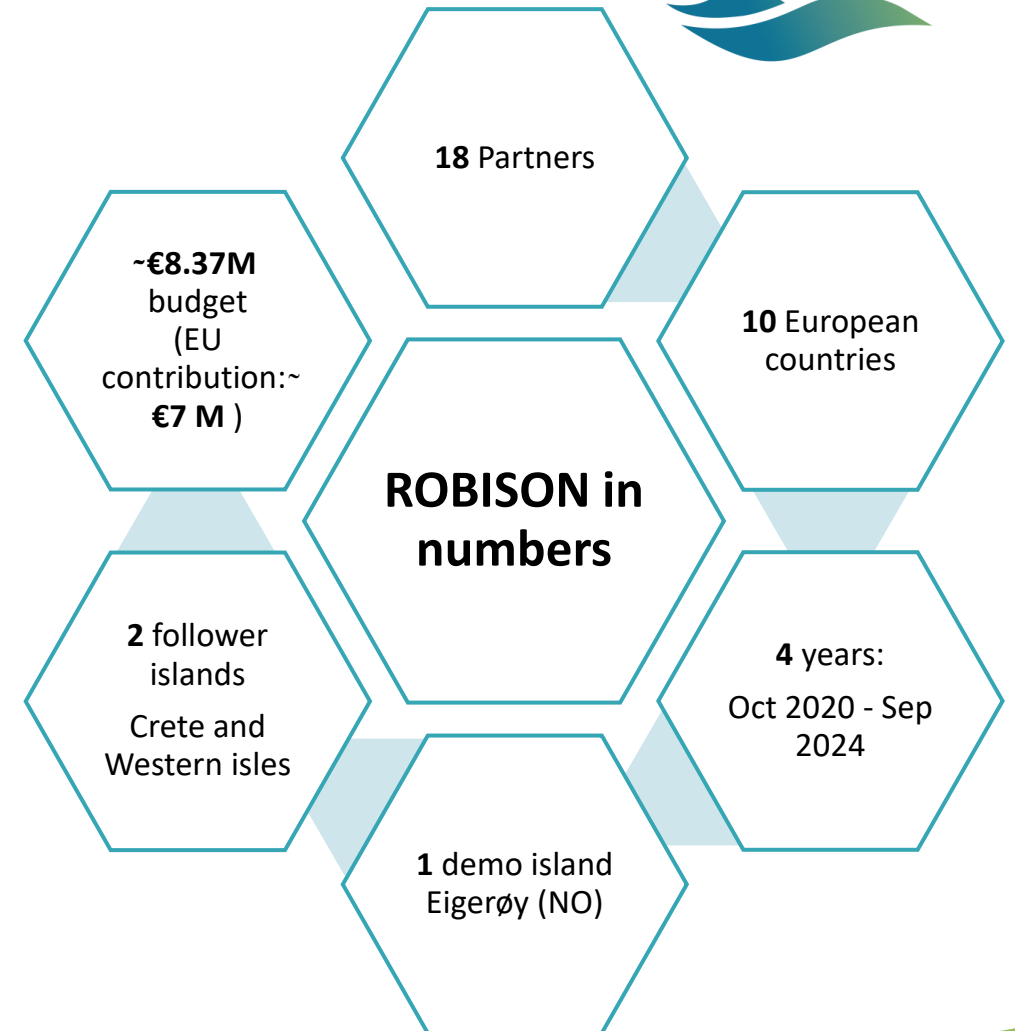 18 Partners
~€8.37M
budget
(EU
contribution:~
€7 M )
10 European
countries
ROBISON in
numbers
2 follower
islands
Crete and
Western isles
4 years:
Oct 2020 - Sep
2024
1 demo island
Eigerøy (NO)